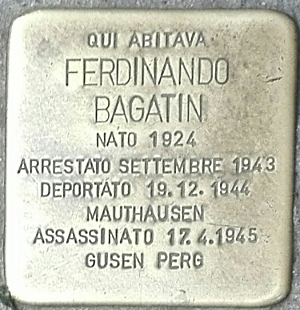 QUI ABITAVA
FERDINANDO
BAGATIN
NATO 1924
ARRESTATO SETTEMBRE 1943
DEPORTATO 19.12.1944
MAUTHAUSEN
ASSASSINATO 17.4.1945
GUSEN PERG